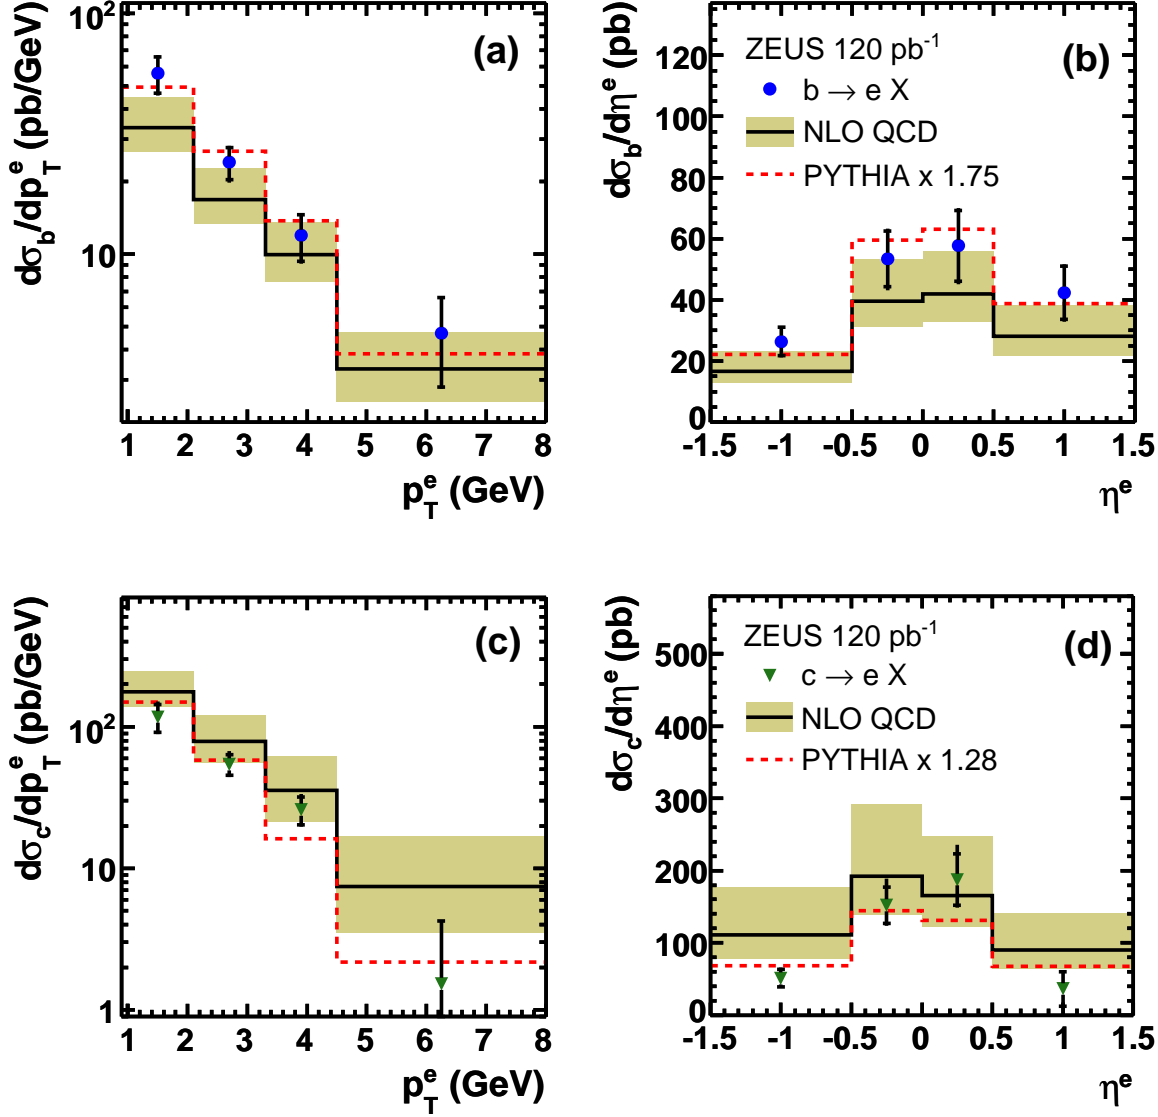 (a)
dσ_b/dp_T^e (pb/GeV)
10^2
10
1 2 3 4 5 6 7 8
p_T^e (GeV)
(b)
dσ_b/dη^e (pb)
ZEUS 120 pb^-1
b → e X
NLO QCD
PYTHIA x 1.75
120
100
80
60
40
20
0
-1.5 -1 -0.5 0 0.5 1 1.5
η^e
(c)
dσ_c/dp_T^e (pb/GeV)
10^2
10
1
1 2 3 4 5 6 7 8
p_T^e (GeV)
(d)
dσ_c/dη^e (pb)
ZEUS 120 pb^-1
c → e X
NLO QCD
PYTHIA x 1.28
500
400
300
200
100
0
-1.5 -1 -0.5 0 0.5 1 1.5
η^e